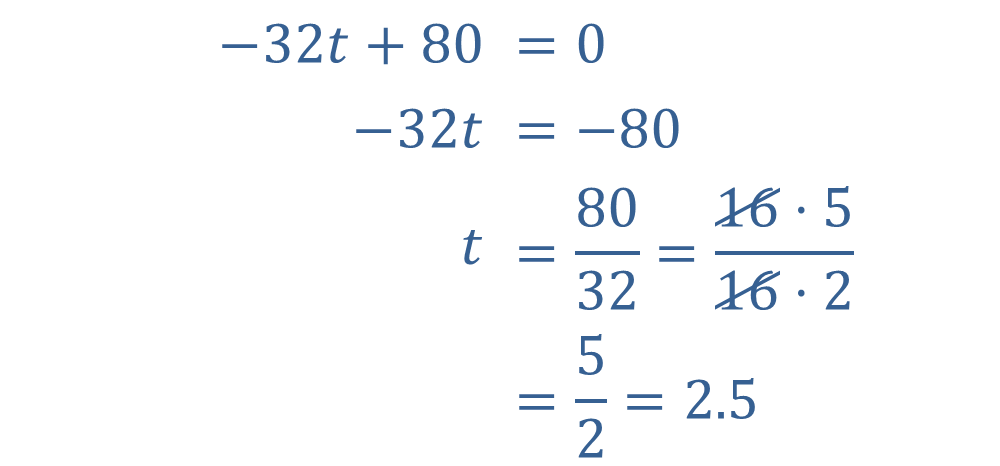 −32t + 80 = 0
−32t = −80
t = 80/32 = (16 · 5)/(16 · 2)
= 5/2 = 2.5